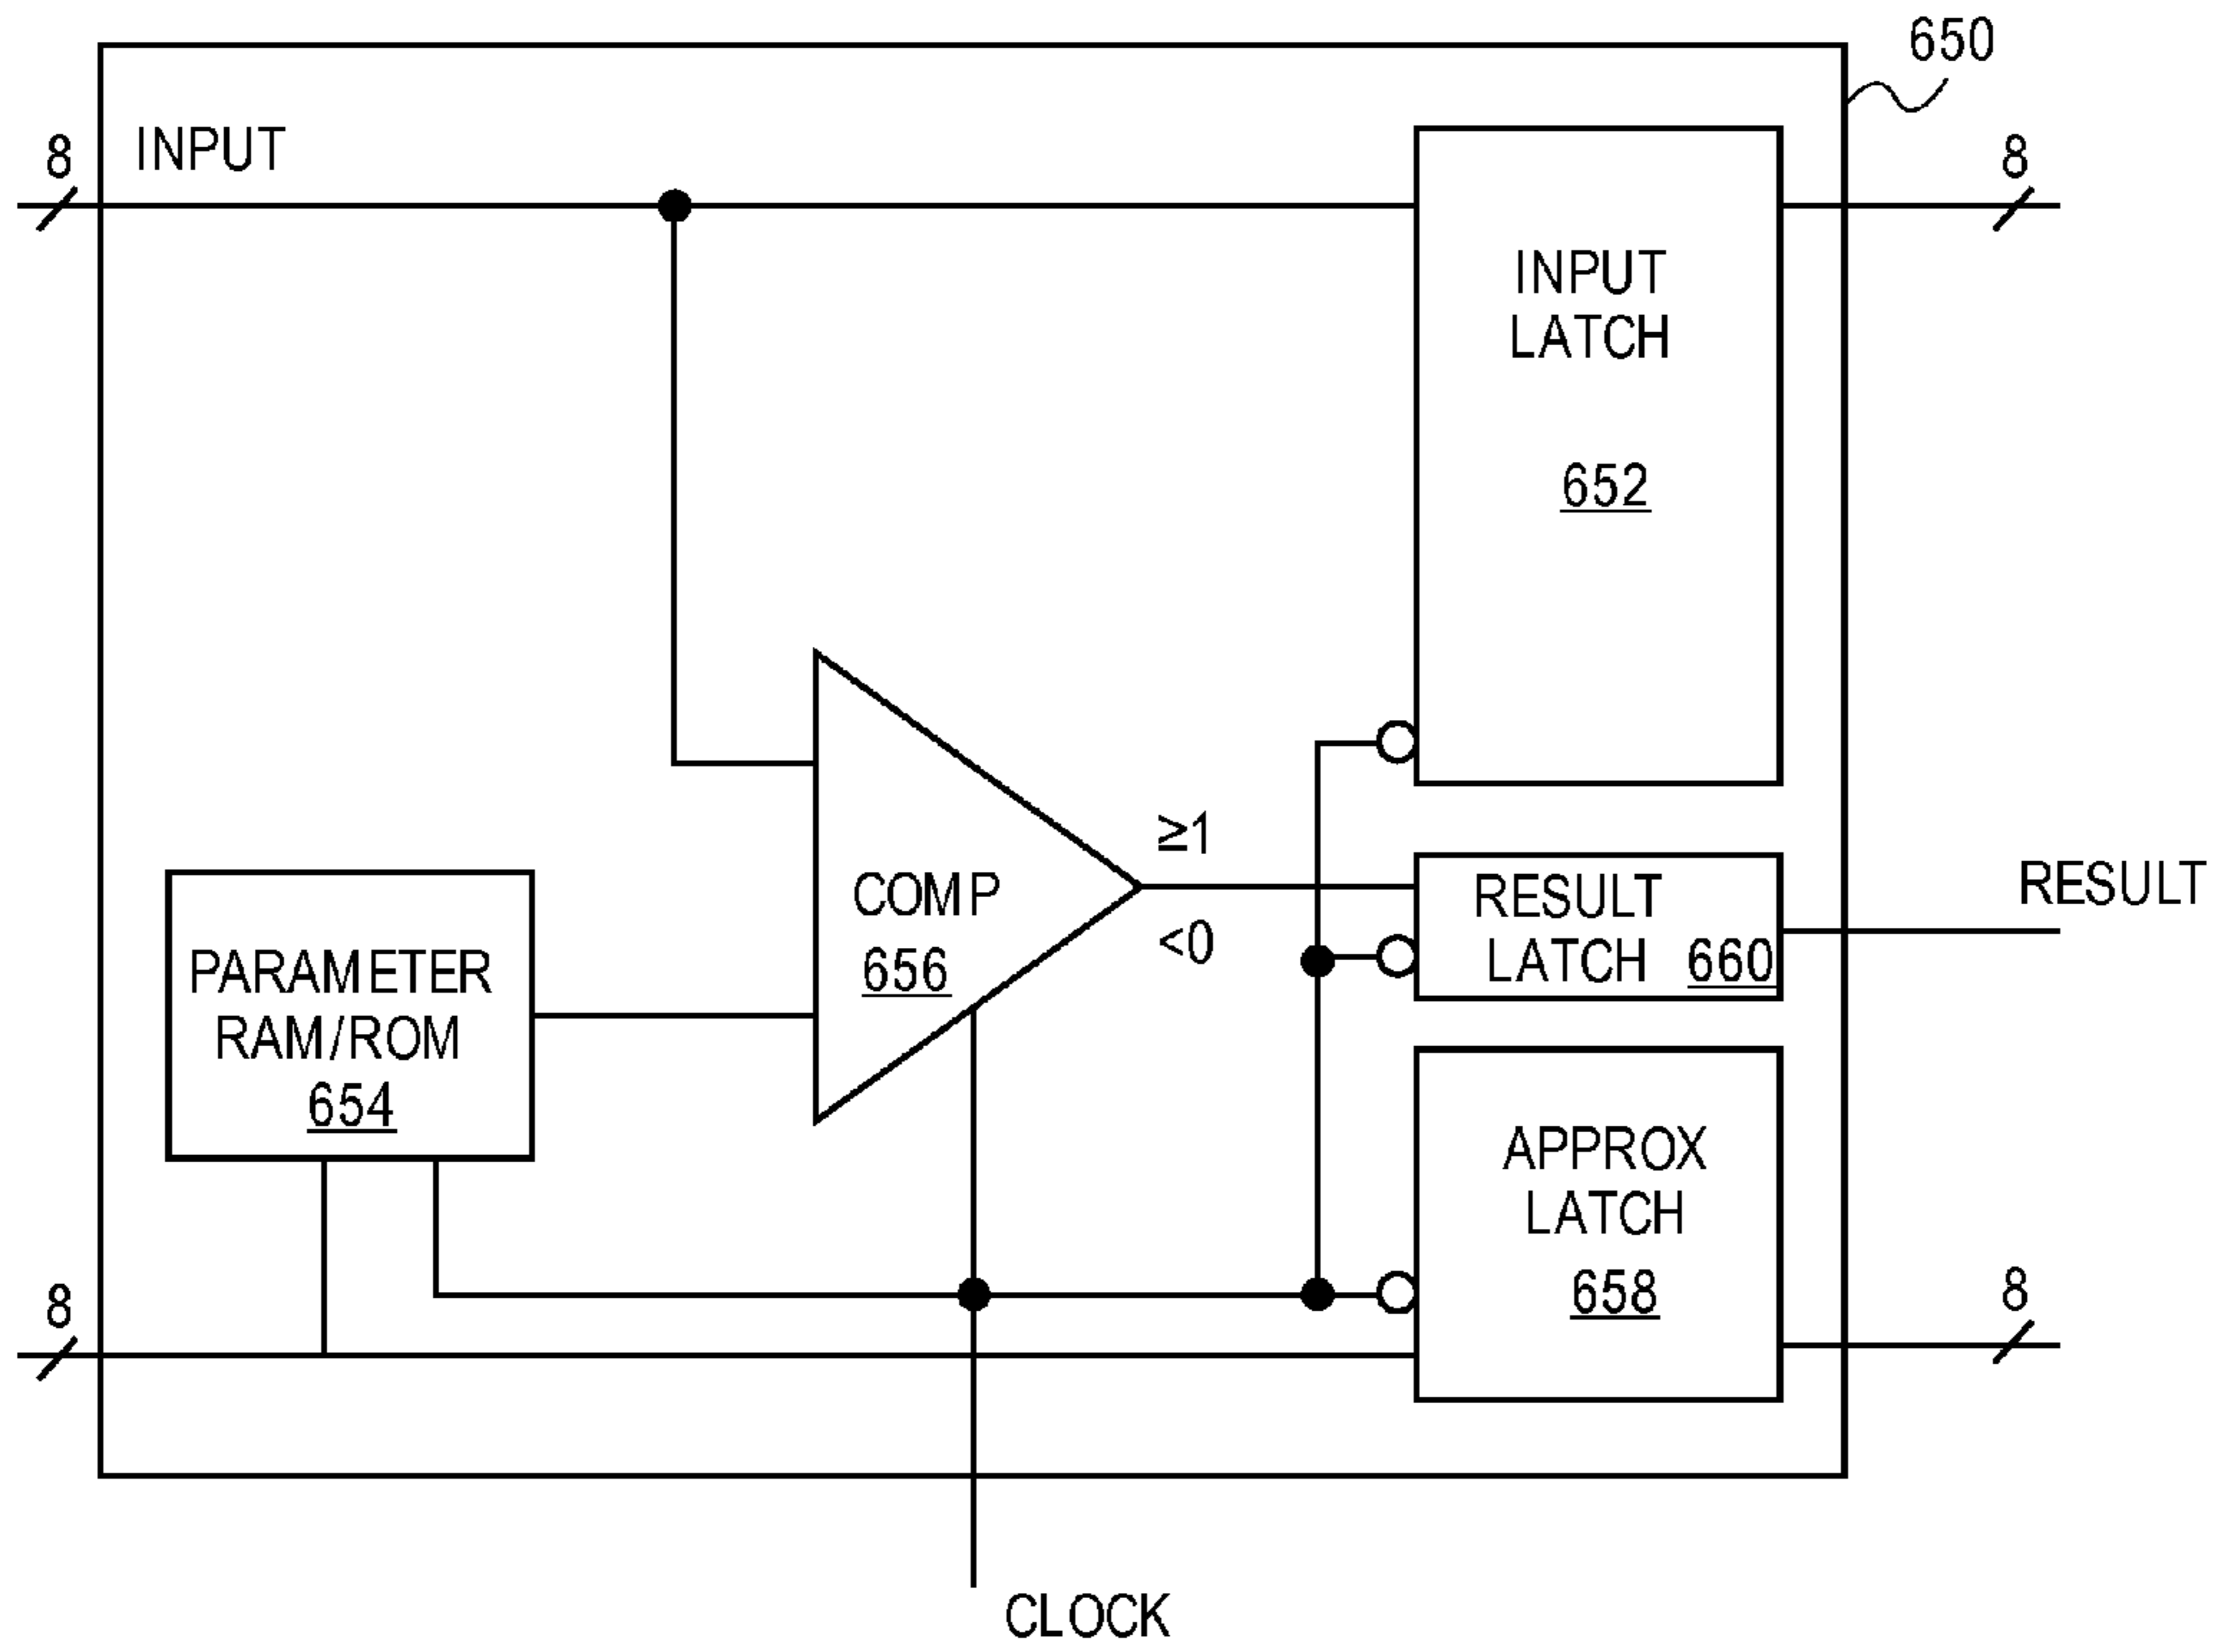 650
8
INPUT
8
INPUT
LATCH
652
≥1
COMP
656
<0
RESULT
LATCH 660
RESULT
PARAMETER
RAM/ROM
654
APPROX
LATCH
658
8
8
CLOCK